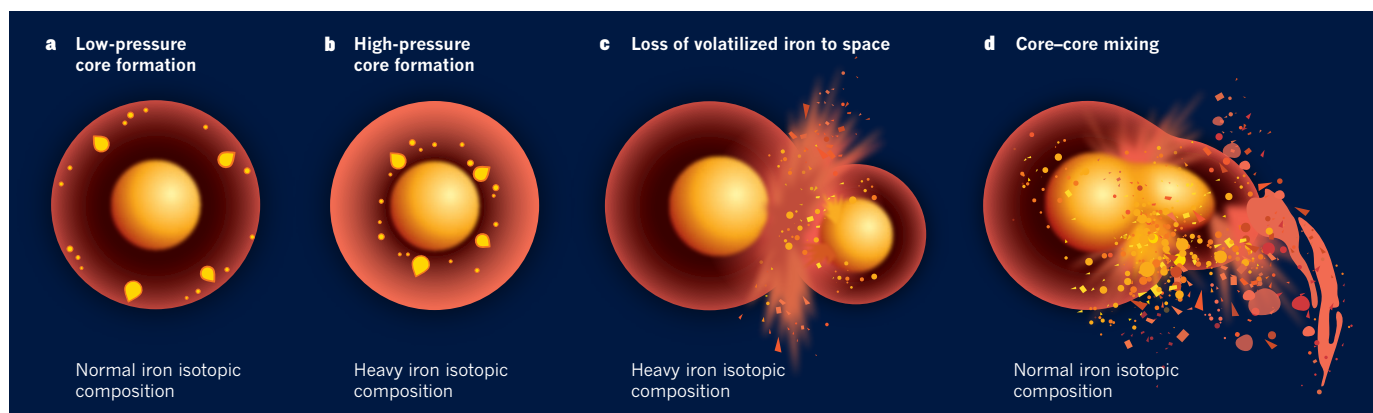 a Low-pressure
core formation
b High-pressure
core formation
c Loss of volatilized iron to space
d Core–core mixing
Normal iron isotopic
composition
Heavy iron isotopic
composition
Heavy iron isotopic
composition
Normal iron isotopic
composition